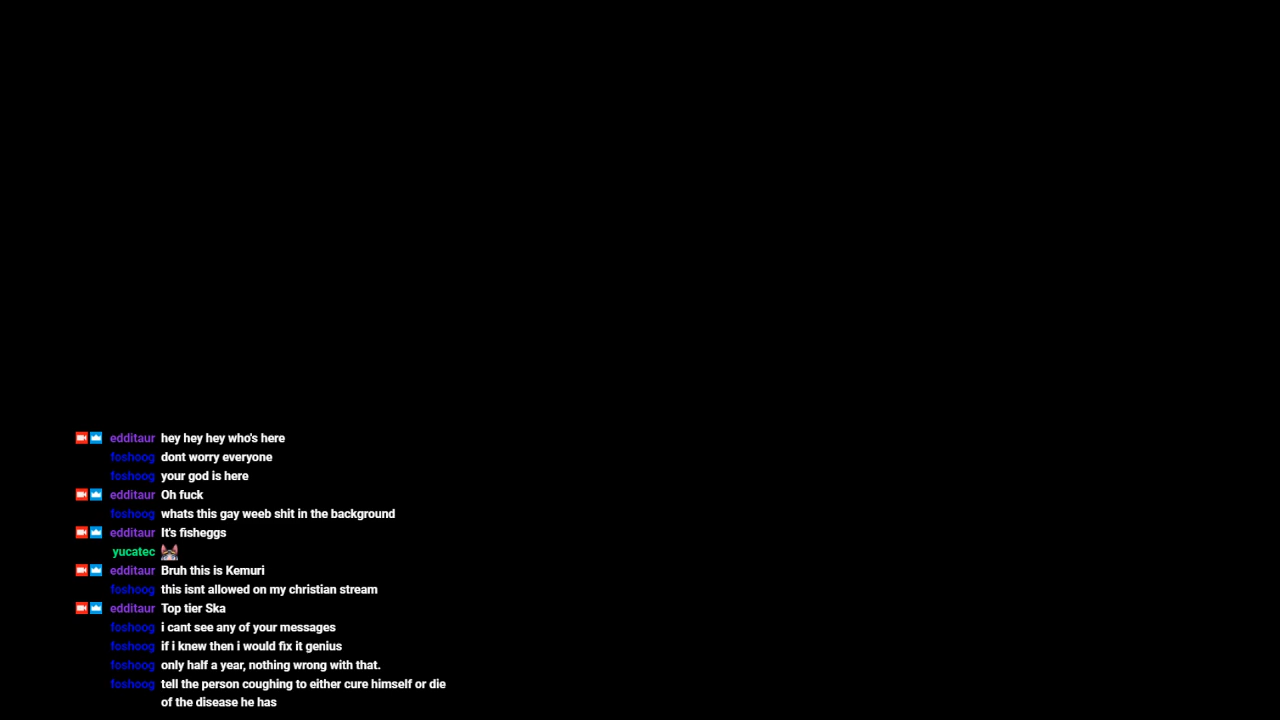 edditaur hey hey hey who's here
foshoog dont worry everyone
foshoog your god is here
edditaur Oh fuck
foshoog whats this gay weeb shit in the background
edditaur It's fisheggs
yucatec
edditaur Bruh this is Kemuri
foshoog this isnt allowed on my christian stream
edditaur Top tier Ska
foshoog i cant see any of your messages
foshoog if i knew then i would fix it genius
foshoog only half a year, nothing wrong with that.
foshoog tell the person coughing to either cure himself or die
of the disease he has